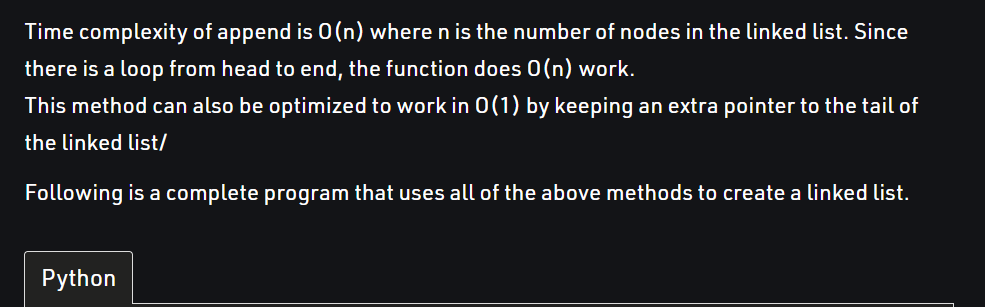 Time complexity of append is O(n) where n is the number of nodes in the linked list. Since
there is a loop from head to end, the function does O(n) work.
This method can also be optimized to work in O(1) by keeping an extra pointer to the tail of
the linked list/
Following is a complete program that uses all of the above methods to create a linked list.
Python